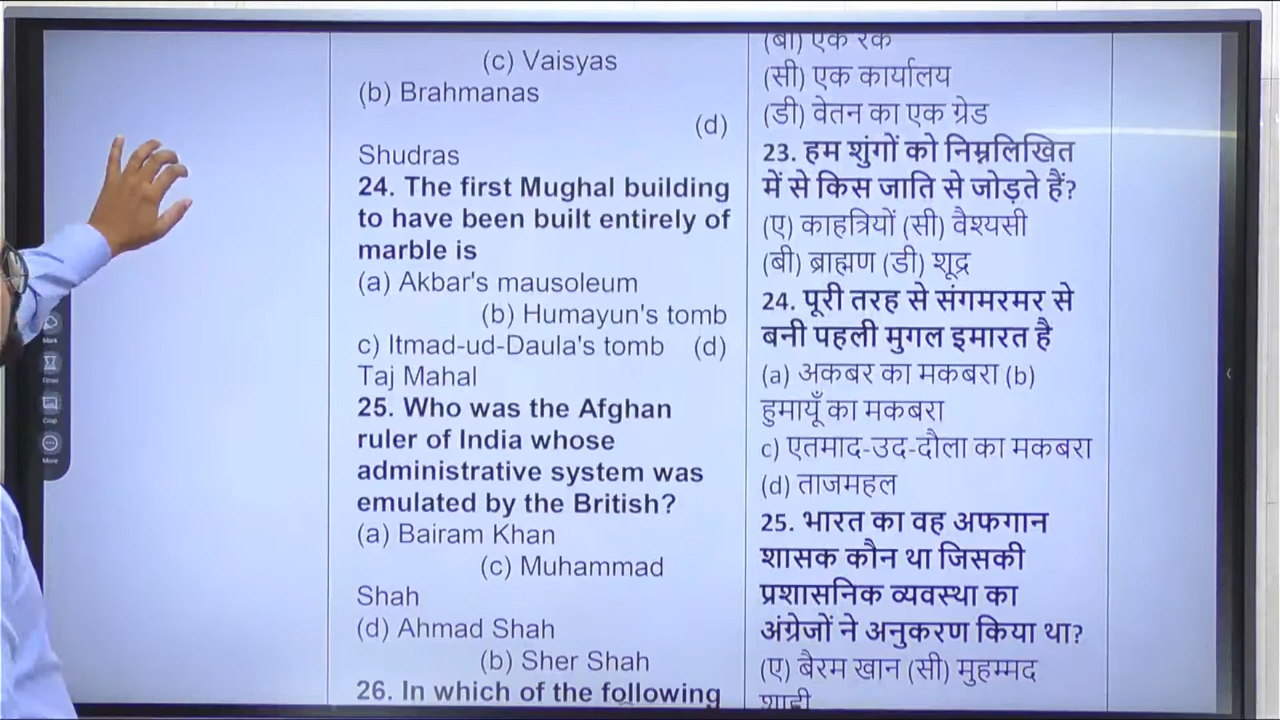 (c) Vaisyas
(b) Brahmanas
(d)
Shudras
24. The first Mughal building
to have been built entirely of
marble is
(a) Akbar's mausoleum
(b) Humayun's tomb
c) Itmad-ud-Daula's tomb (d)
Taj Mahal
25. Who was the Afghan
ruler of India whose
administrative system was
emulated by the British?
(a) Bairam Khan
(c) Muhammad
Shah
(d) Ahmad Shah
(b) Sher Shah
26. In which of the following
(बी) एक रैंक
(सी) एक कार्यालय
(डी) वेतन का एक ग्रेड
23. हम शुंगों को निम्नलिखित
में से किस जाति से जोड़ते हैं?
(ए) काहत्रियों (सी) वैश्यसी
(बी) ब्राह्मण (डी) शूद्र
24. पूरी तरह से संगमरमर से
बनी पहली मुगल इमारत है
(a) अकबर का मकबरा (b)
हुमायूँ का मकबरा
c) एतमाद-उद-दौला का मकबरा
(d) ताजमहल
25. भारत का वह अफगान
शासक कौन था जिसकी
प्रशासनिक व्यवस्था का
अंग्रेजों ने अनुकरण किया था?
(ए) बैरम खान (सी) मुहम्मद
Mark
Crop
More